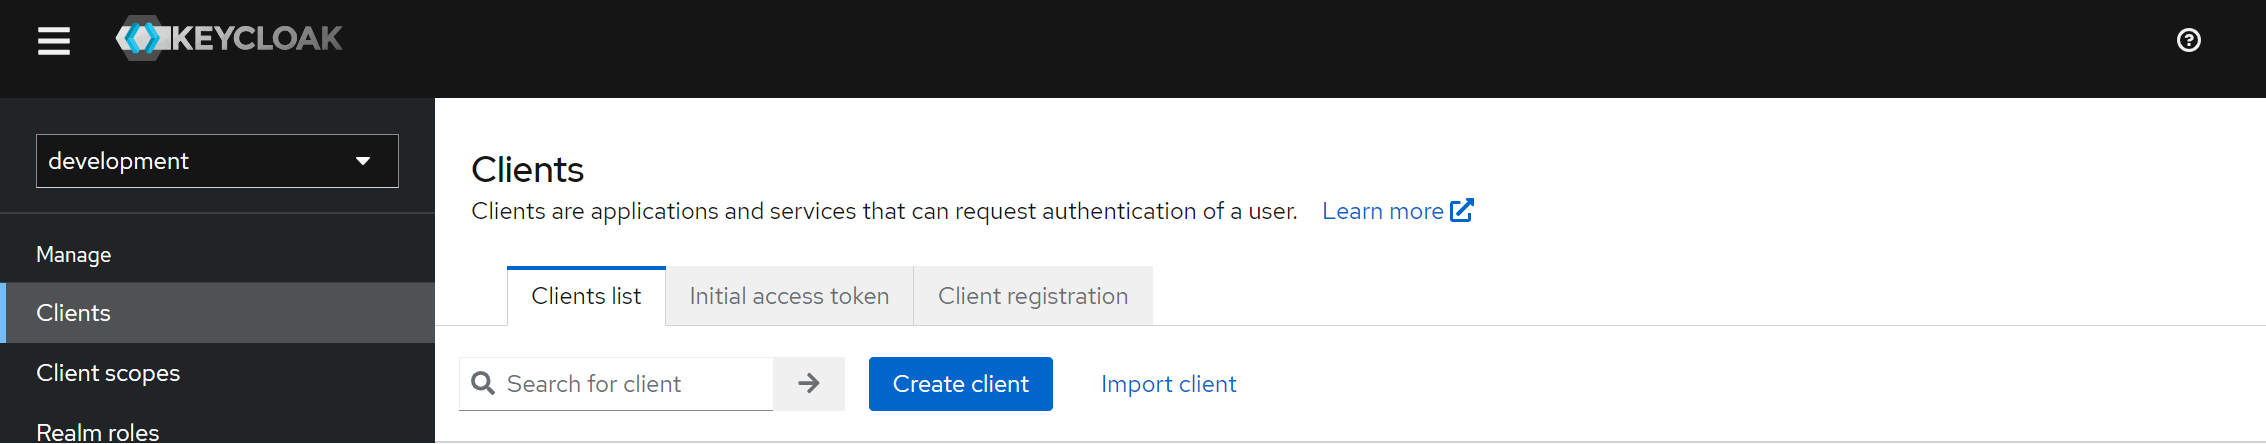 KEYCLOAK
development
Manage
Clients
Client scopes
Realm roles
Clients
Clients are applications and services that can request authentication of a user. Learn more
Clients list Initial access token Client registration
Search for client Create client Import client